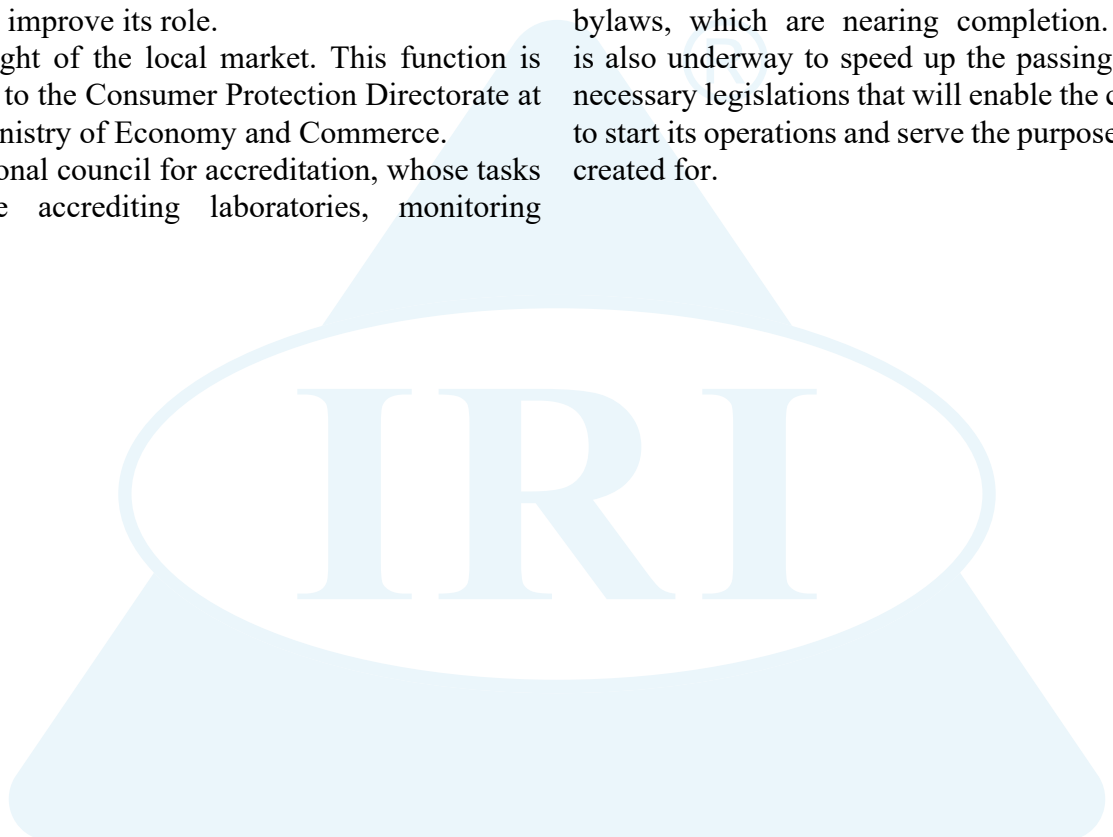 improve its role.
ght of the local market. This function is
to the Consumer Protection Directorate at
nistry of Economy and Commerce.
onal council for accreditation, whose tasks
e accrediting laboratories, monitoring
bylaws, which are nearing completion.
is also underway to speed up the passing
necessary legislations that will enable the c
to start its operations and serve the purpose
created for.
®
IRI